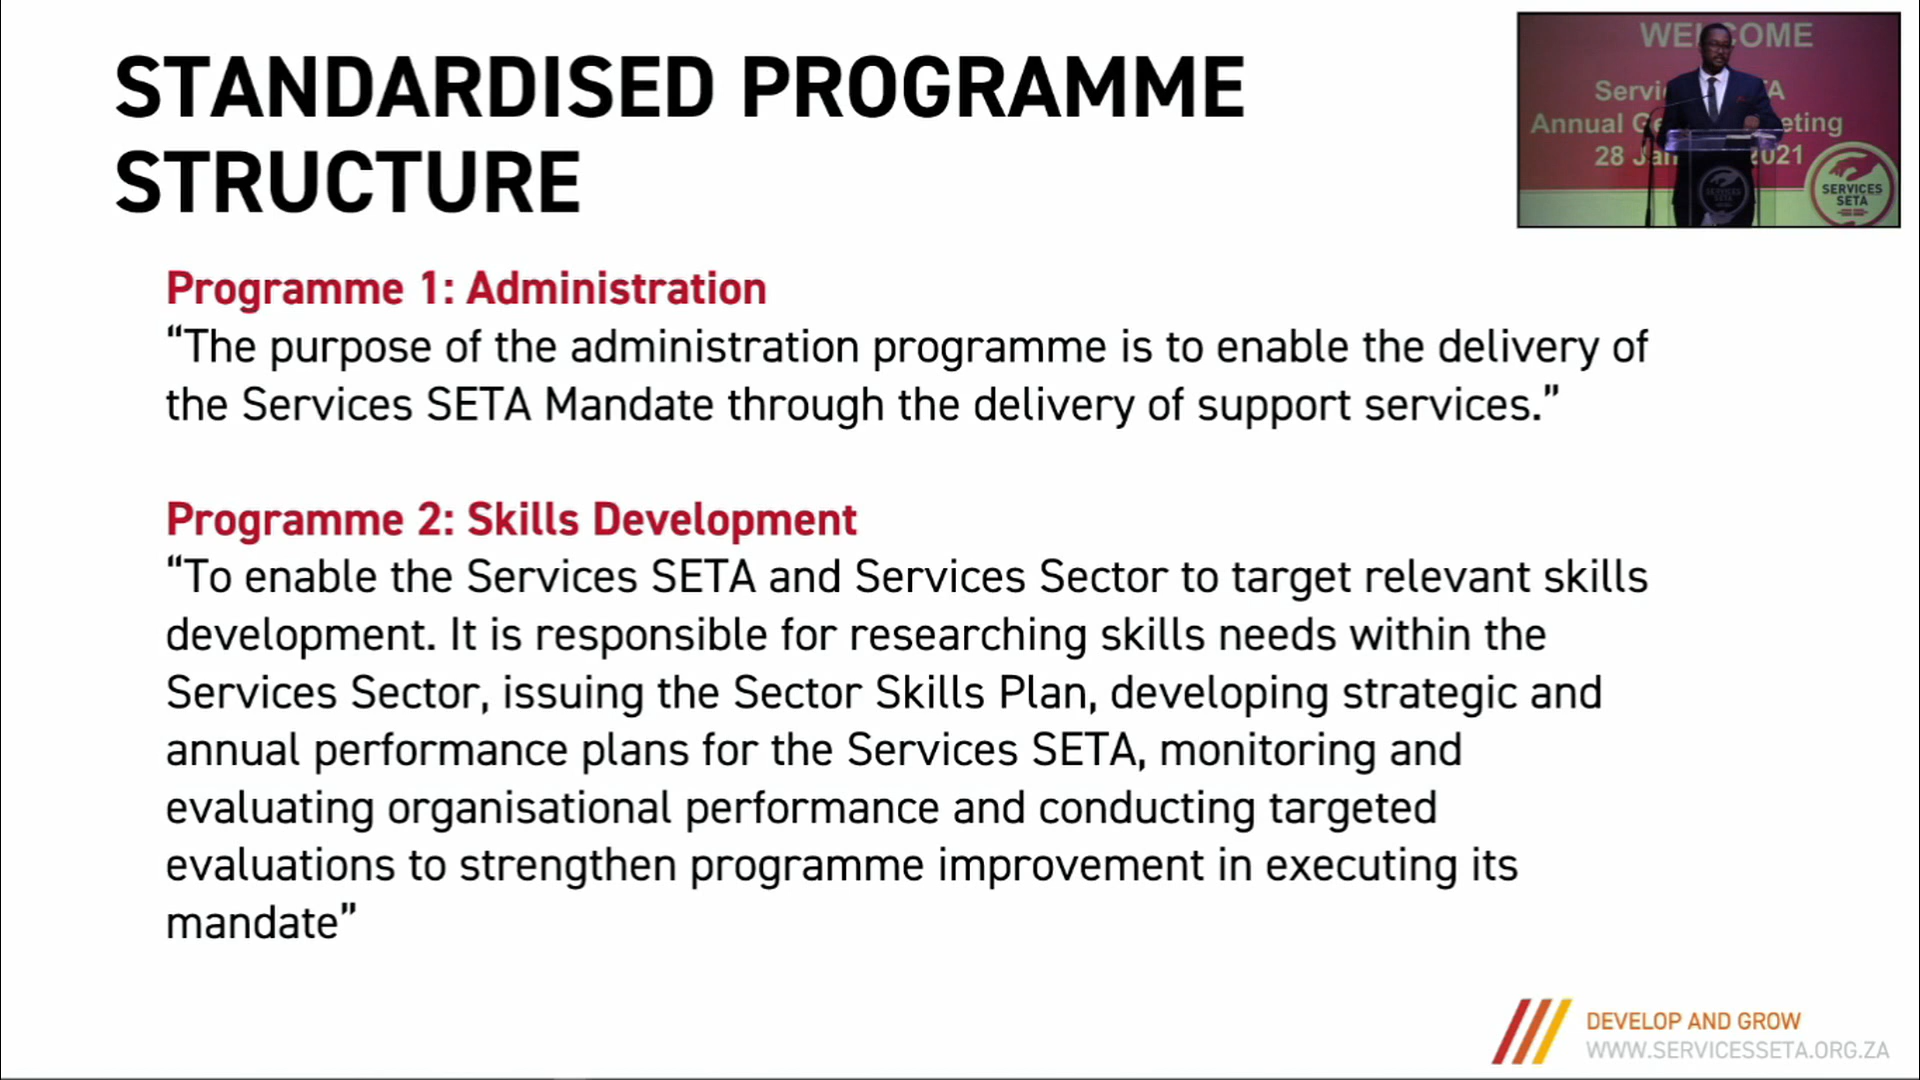 STANDARDISED PROGRAMME
STRUCTURE
WELCOME
Annual
28
2021
SERVICES
SETA
Programme 1: Administration
“The purpose of the administration programme is to enable the delivery of
the Services SETA Mandate through the delivery of support services.”
Programme 2: Skills Development
“To enable the Services SETA and Services Sector to target relevant skills
development. It is responsible for researching skills needs within the
Services Sector, issuing the Sector Skills Plan, developing strategic and
annual performance plans for the Services SETA, monitoring and
evaluating organisational performance and conducting targeted
evaluations to strengthen programme improvement in executing its
mandate”
DEVELOP AND GROW
WWW.SERVICESSETA.ORG.ZA